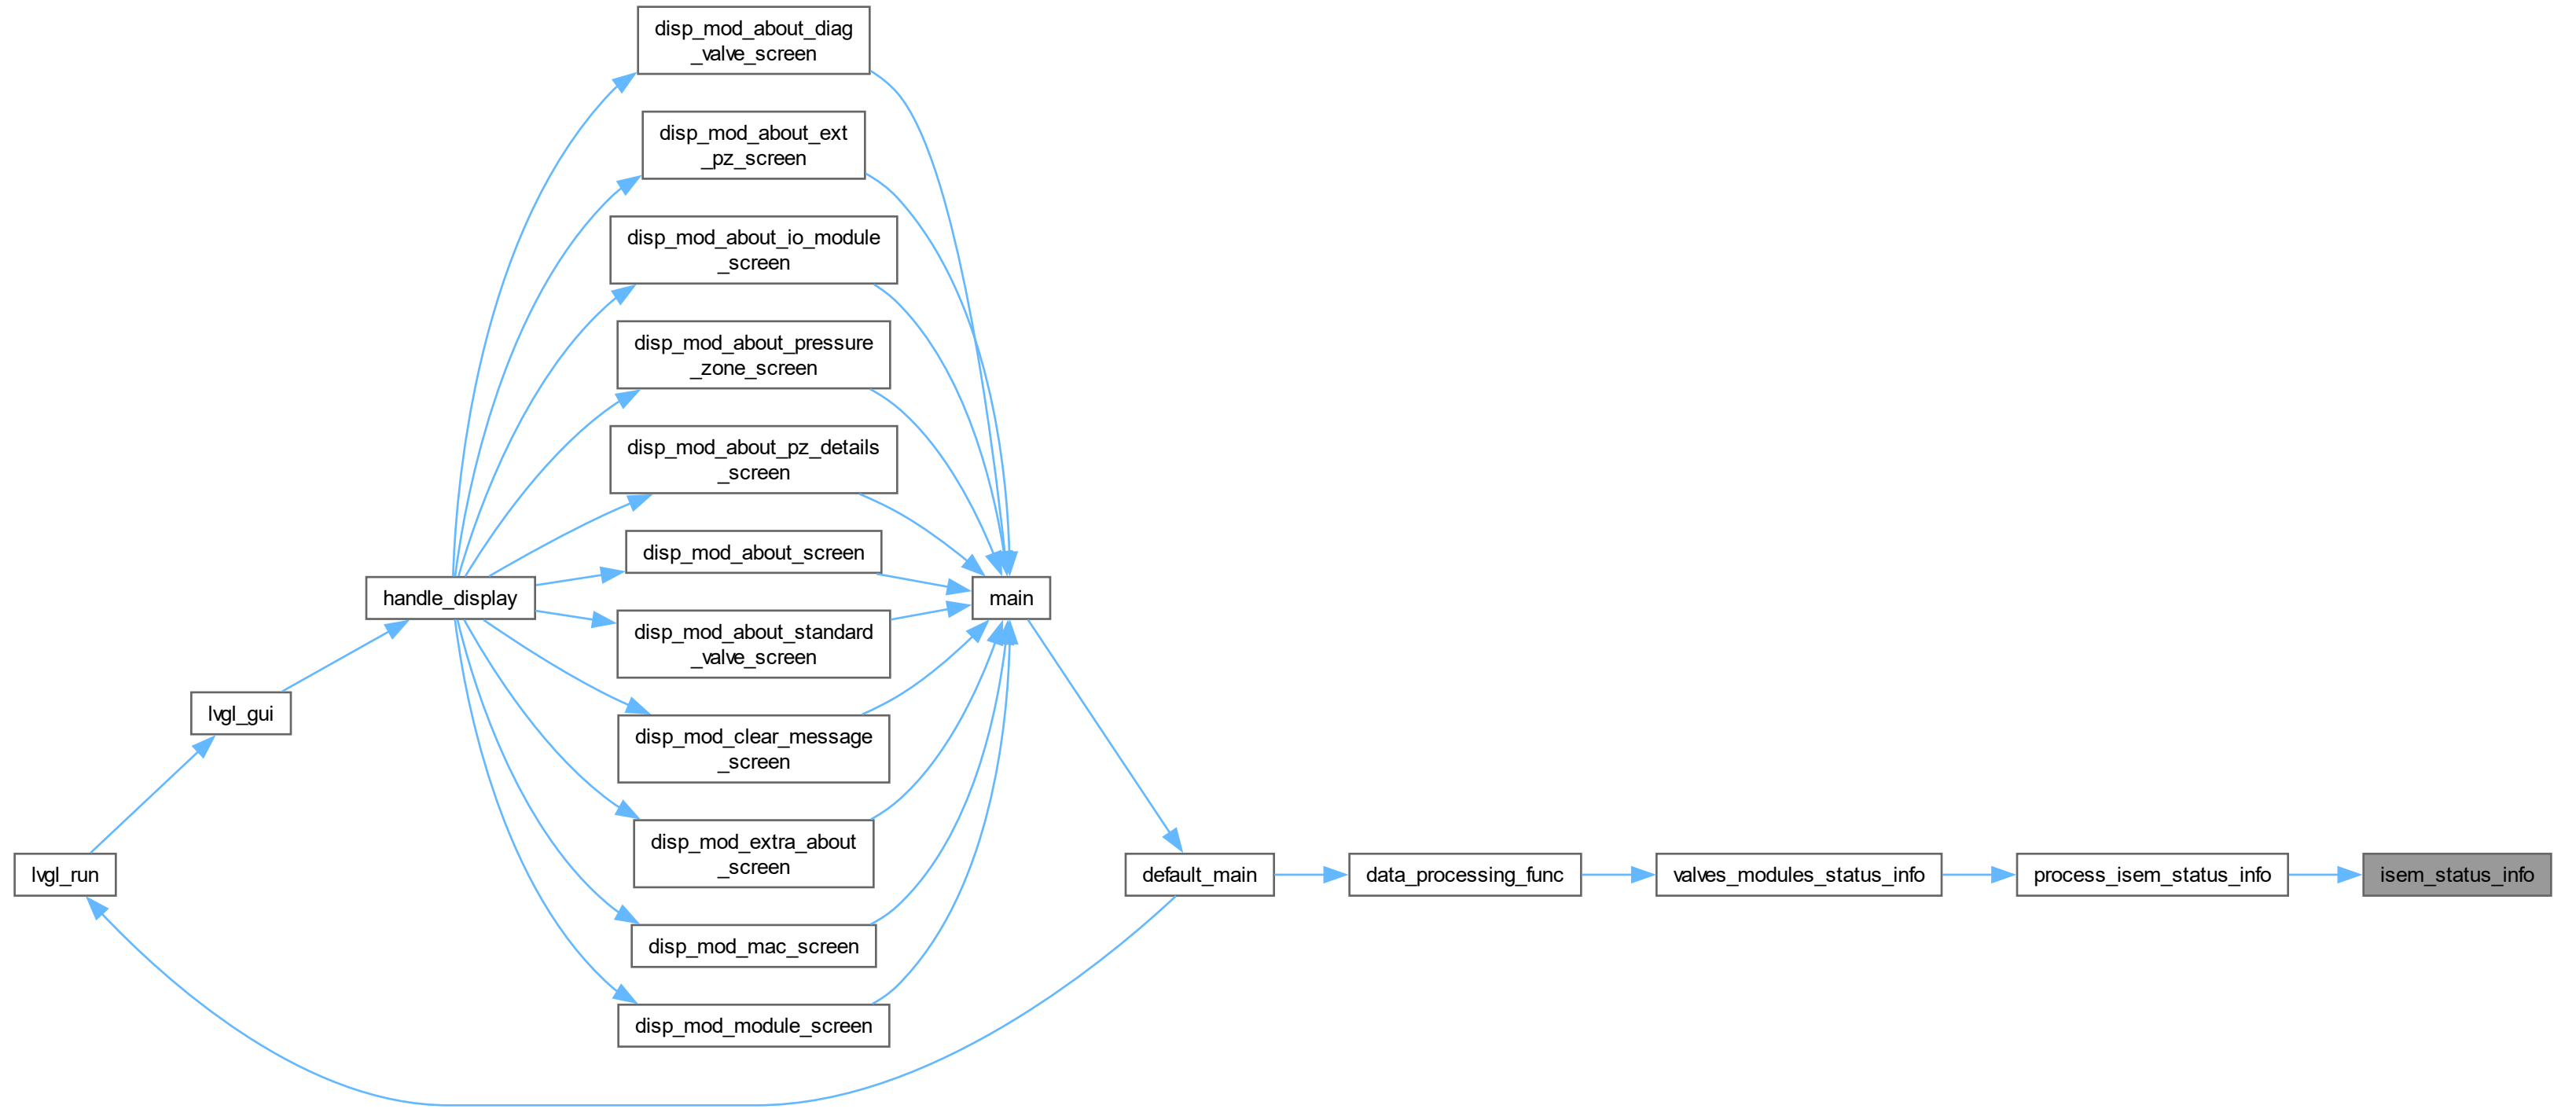 disp_mod_about_diag
_valve_screen
disp_mod_about_ext
_pz_screen
disp_mod_about_io_module
_screen
disp_mod_about_pressure
_zone_screen
disp_mod_about_pz_details
_screen
disp_mod_about_screen
handle_display
main
disp_mod_about_standard
_valve_screen
lvgl_gui
disp_mod_clear_message
_screen
disp_mod_extra_about
_screen
lvgl_run
default_main
data_processing_func
valves_modules_status_info
process_isem_status_info
isem_status_info
disp_mod_mac_screen
disp_mod_module_screen